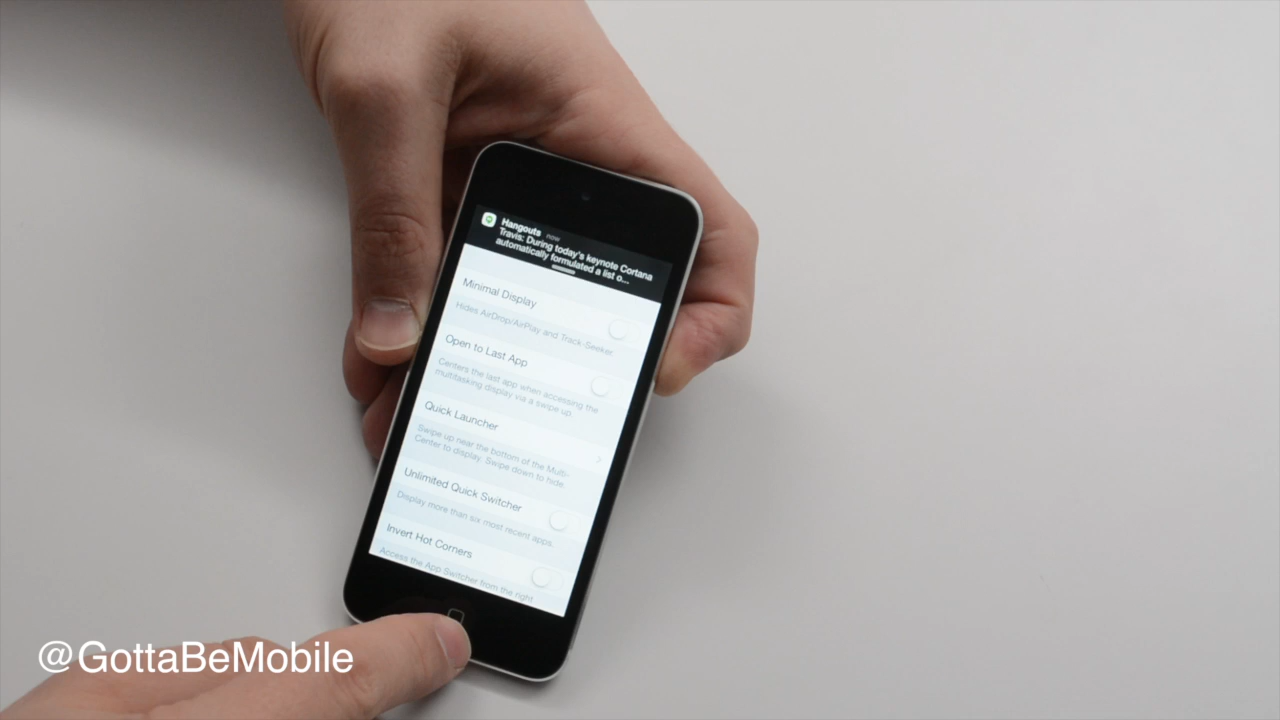 Hangouts now
Travis: During today's keynote Cortana
automatically formulated a list o...
Minimal Display
Hides AirDrop/AirPlay and Track-Seeker
Open to Last App
Centers the last app when accessing the
multitasking display via a swipe up
Quick Launcher
Swipe up near the bottom of the Multi-
Center to display. Swipe down to hide.
Unlimited Quick Switcher
Display more than six most recent apps.
Invert Hot Corners
Access the App Switcher from the right
@GottaBeMobile